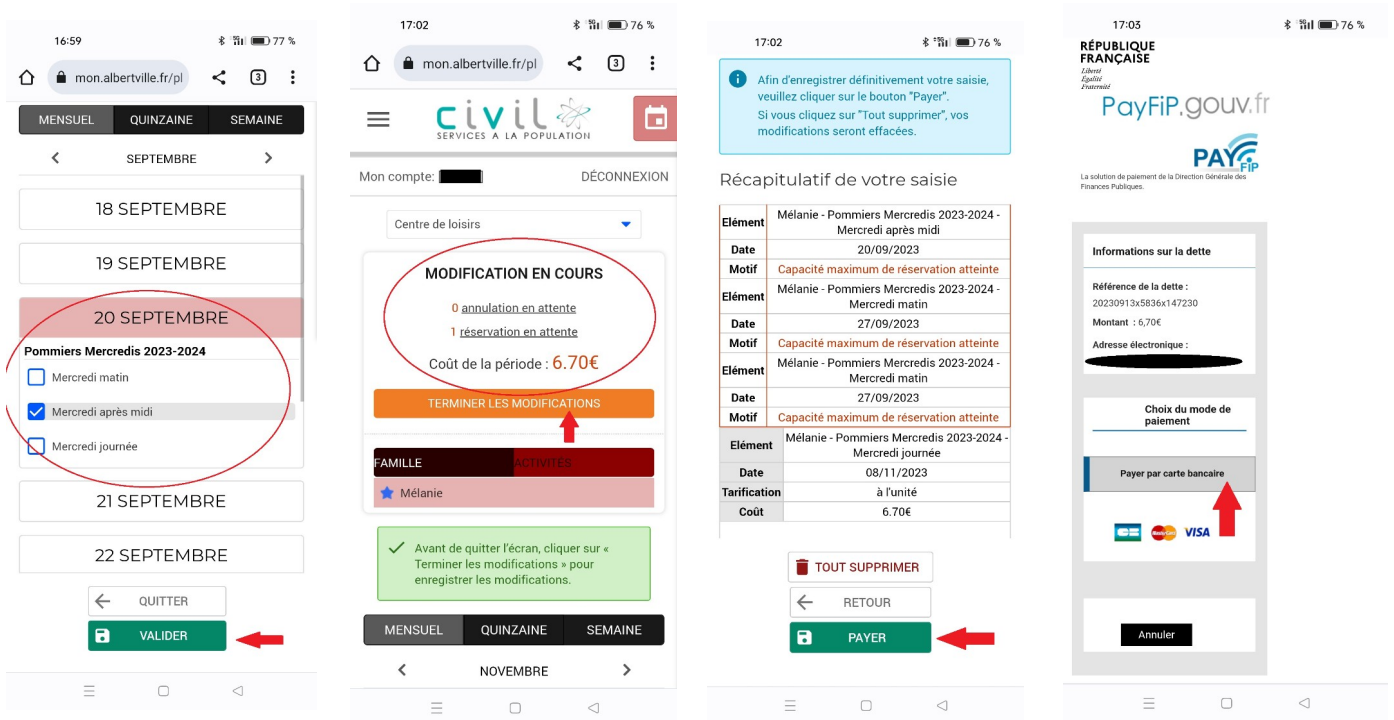 16:59
5G
77 %
mon.albertville.fr/pl
3
MENSUEL QUINZAINE SEMAINE
SEPTEMBRE
18 SEPTEMBRE
19 SEPTEMBRE
20 SEPTEMBRE
Pommiers Mercredis 2023-2024
Mercredi matin
Mercredi après midi
Mercredi journée
21 SEPTEMBRE
22 SEPTEMBRE
QUITTER
VALIDER
17:02
5G
76 %
mon.albertville.fr/pl
3
civil
SERVICES A LA POPULATION
Mon compte:
DÉCONNEXION
Centre de loisirs
MODIFICATION EN COURS
0 annulation en attente
1 réservation en attente
Coût de la période : 6.70€
TERMINER LES MODIFICATIONS
FAMILLE ACTIVITÉS
Mélanie
Avant de quitter l'écran, cliquer sur «
Terminer les modifications » pour
enregistrer les modifications.
MENSUEL QUINZAINE SEMAINE
NOVEMBRE
17:02
5G
76 %
Afin d'enregistrer définitivement votre saisie,
veuillez cliquer sur le bouton "Payer".
Si vous cliquez sur "Tout supprimer", vos
modifications seront effacées.
Récapitulatif de votre saisie
Elément Mélanie - Pommiers Mercredis 2023-2024 -
Mercredi après midi
Date 20/09/2023
Motif Capacité maximum de réservation atteinte
Elément Mélanie - Pommiers Mercredis 2023-2024 -
Mercredi matin
Date 27/09/2023
Motif Capacité maximum de réservation atteinte
Elément Mélanie - Pommiers Mercredis 2023-2024 -
Mercredi matin
Date 27/09/2023
Motif Capacité maximum de réservation atteinte
Elément Mélanie - Pommiers Mercredis 2023-2024 -
Mercredi journée
Date 08/11/2023
Tarification à l'unité
Coût 6.70€
TOUT SUPPRIMER
RETOUR
PAYER
17:03
5G
76 %
RÉPUBLIQUE
FRANÇAISE
Liberté
Égalité
Fraternité
PayFiP.gouv.fr
PAY FiP
La solution de paiement de la Direction Générale des
Finances Publiques.
Informations sur la dette
Référence de la dette :
20230913x5836x147230
Montant : 6,70€
Adresse électronique :
Choix du mode de
paiement
Payer par carte bancaire
CB MasterCard VISA
Annuler